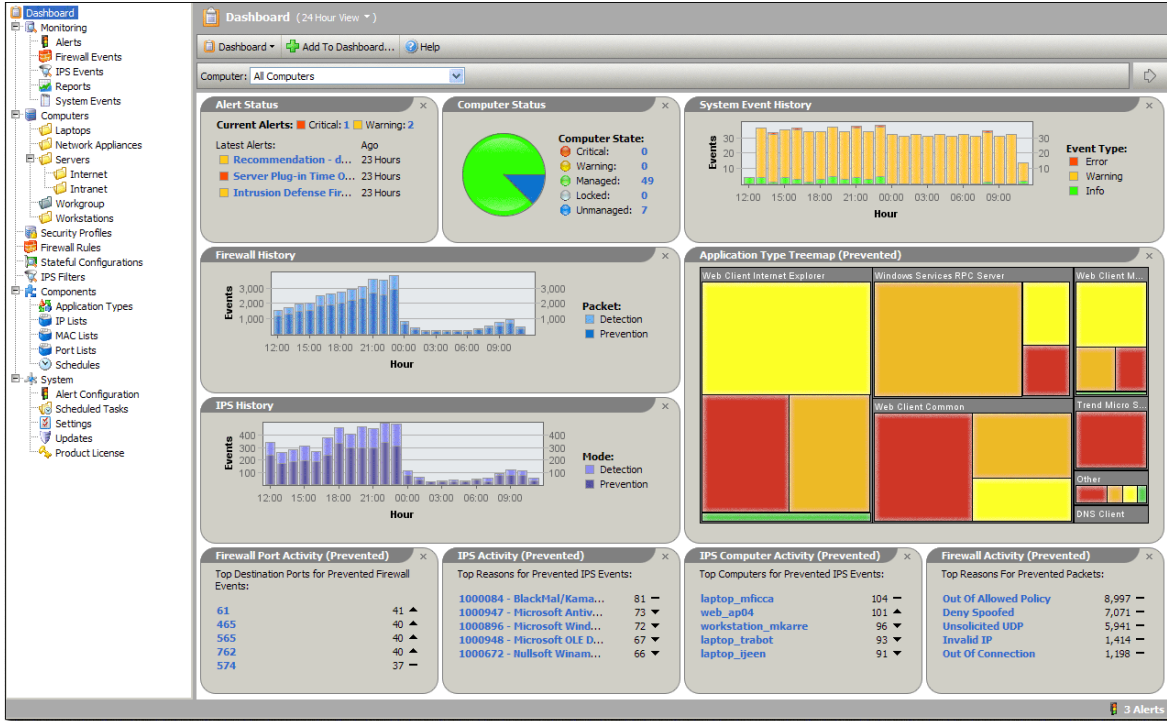 Dashboard
Monitoring
Alerts
Firewall Events
IPS Events
Reports
System Events
Computers
Laptops
Network Appliances
Servers
Internet
Intranet
Workgroup
Workstations
Security Profiles
Firewall Rules
Stateful Configurations
IPS Filters
Components
Application Types
IP Lists
MAC Lists
Port Lists
Schedules
System
Alert Configuration
Scheduled Tasks
Settings
Updates
Product License
Dashboard (24 Hour View)
Dashboard Add To Dashboard... Help
Computer: All Computers
Alert Status
Current Alerts: Critical: 1 Warning: 2
Latest Alerts: Ago
Recommendation - d... 23 Hours
Server Plug-in Time O... 23 Hours
Intrusion Defense Fir... 23 Hours
Computer Status
Computer State:
Critical: 0
Warning: 0
Managed: 49
Locked: 0
Unmanaged: 7
System Event History
Events
30 30
20 20
10 10
12:00 15:00 18:00 21:00 00:00 03:00 06:00 09:00
Hour
Event Type:
Error
Warning
Info
Firewall History
Events
3,000 3,000
2,000 2,000
1,000 1,000
12:00 15:00 18:00 21:00 00:00 03:00 06:00 09:00
Hour
Packet:
Detection
Prevention
Application Type Treemap (Prevented)
Web Client Internet Explorer
Windows Services RPC Server
Web Client M...
Web Client Common
Trend Micro S...
Other
DNS Client
IPS History
Events
400 400
300 300
200 200
100 100
12:00 15:00 18:00 21:00 00:00 03:00 06:00 09:00
Hour
Mode:
Detection
Prevention
Firewall Port Activity (Prevented)
Top Destination Ports for Prevented Firewall
Events:
61 41
465 40
565 40
762 40
574 37
IPS Activity (Prevented)
Top Reasons for Prevented IPS Events:
1000084 - BlackMal/Kama... 81
1000947 - Microsoft Antiv... 73
1000896 - Microsoft Wind... 72
1000948 - Microsoft OLE D... 67
1000672 - Nullsoft Winam... 66
IPS Computer Activity (Prevented)
Top Computers for Prevented IPS Events:
laptop_mficca 104
web_ap04 101
workstation_mkarre 96
laptop_trabot 93
laptop_ijeen 91
Firewall Activity (Prevented)
Top Reasons For Prevented Packets:
Out Of Allowed Policy 8,997
Deny Spoofed 7,071
Unsolicited UDP 5,941
Invalid IP 1,414
Out Of Connection 1,198
3 Alerts